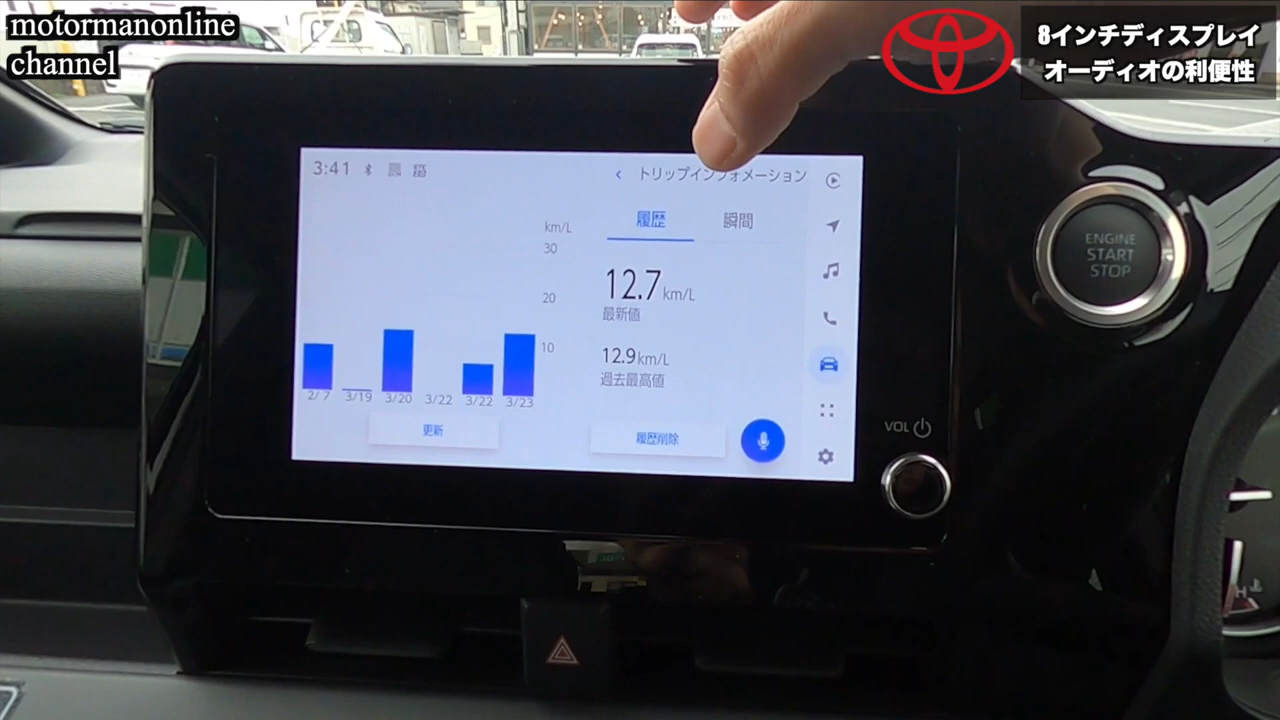 motormanonline
channel
8インチディスプレイ
オーディオの利便性
3:41
トリップインフォメーション
履歴
瞬間
km/L
30
20
10
12.7 km/L
最新値
12.9 km/L
過去最高値
2/ 7
3/19
3/20
3/22
3/22
3/23
更新
履歴削除
ENGINE
START
STOP
VOL
H